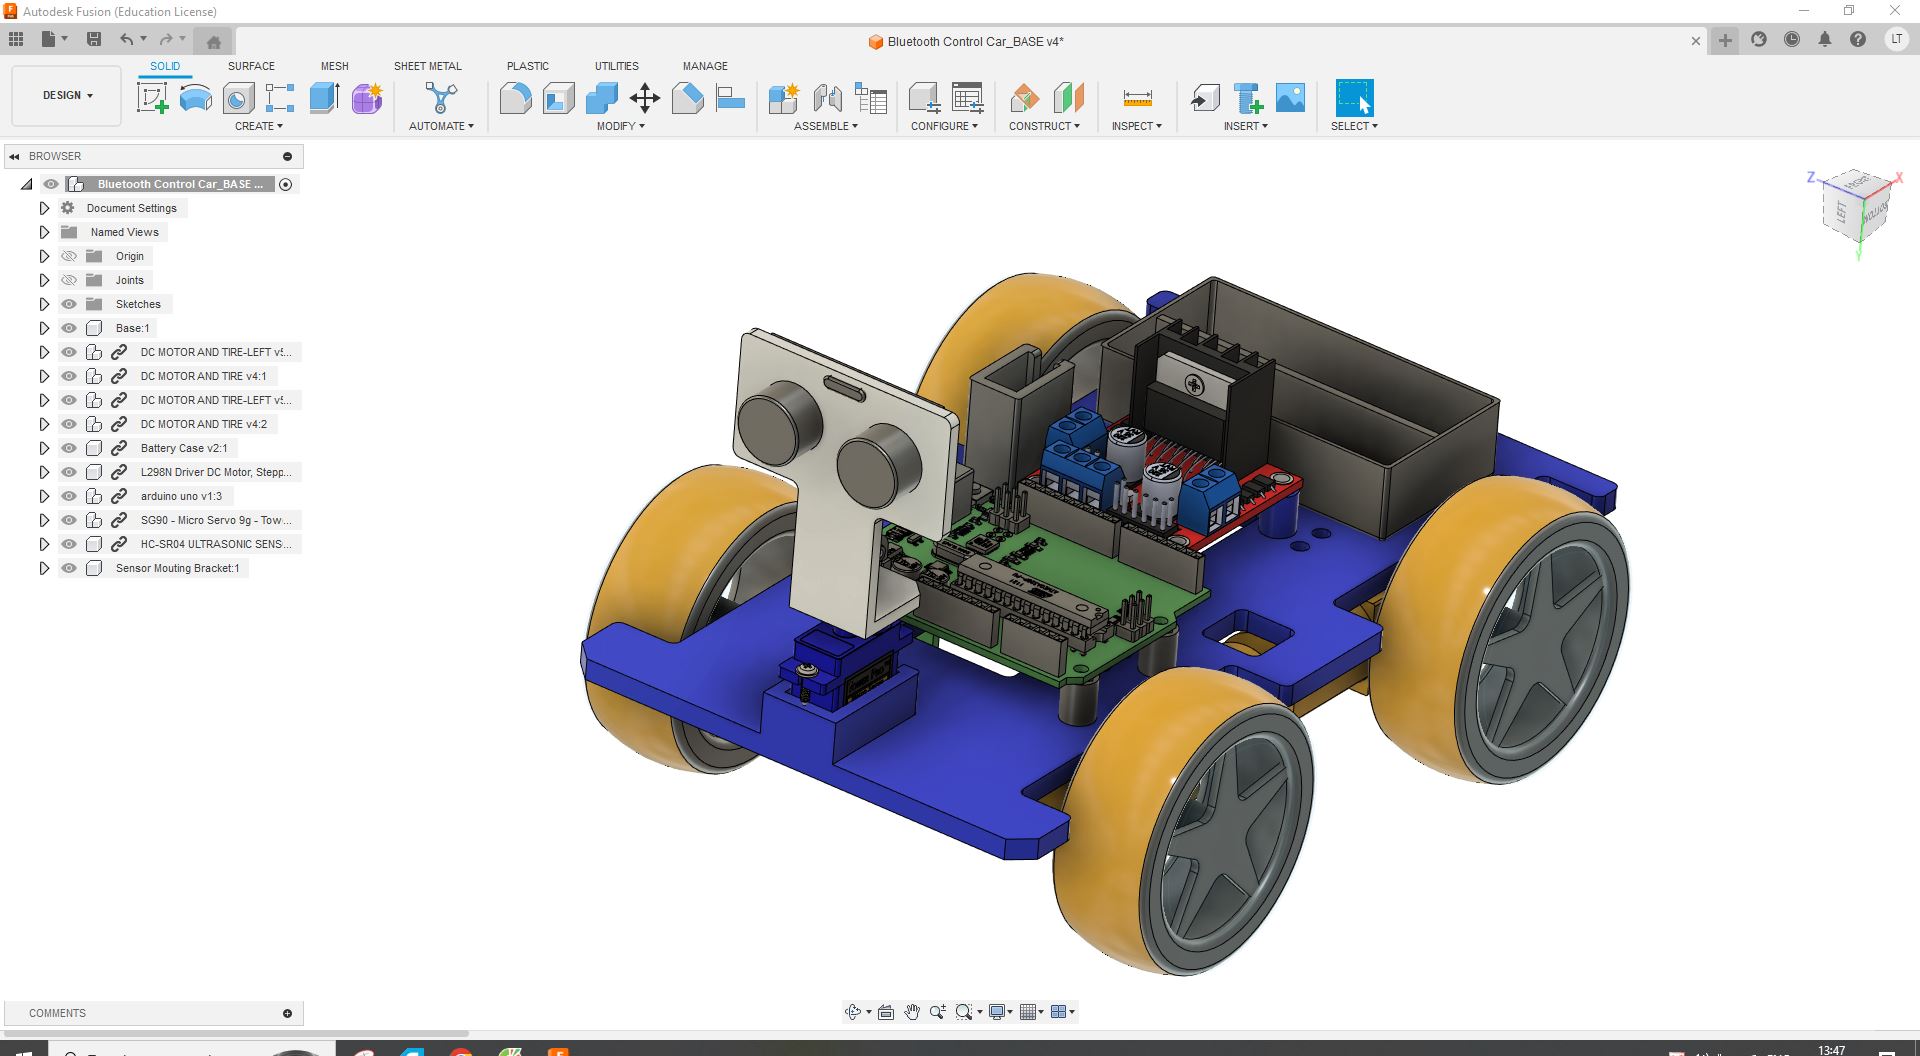 Autodesk Fusion (Education License)
Bluetooth Control Car_BASE v4*
LT
DESIGN
SOLID
SURFACE
MESH
SHEET METAL
PLASTIC
UTILITIES
MANAGE
CREATE
AUTOMATE
MODIFY
ASSEMBLE
CONFIGURE
CONSTRUCT
INSPECT
INSERT
SELECT
BROWSER
Bluetooth Control Car_BASE ...
Document Settings
Named Views
Origin
Joints
Sketches
Base:1
DC MOTOR AND TIRE-LEFT v5...
DC MOTOR AND TIRE v4:1
DC MOTOR AND TIRE-LEFT v5...
DC MOTOR AND TIRE v4:2
Battery Case v2:1
L298N Driver DC Motor, Stepp...
arduino uno v1:3
SG90 - Micro Servo 9g - Tow...
HC-SR04 ULTRASONIC SENS...
Sensor Mouting Bracket:1
Z
X
LEFT
BOTTOM
Y
COMMENTS
13:47